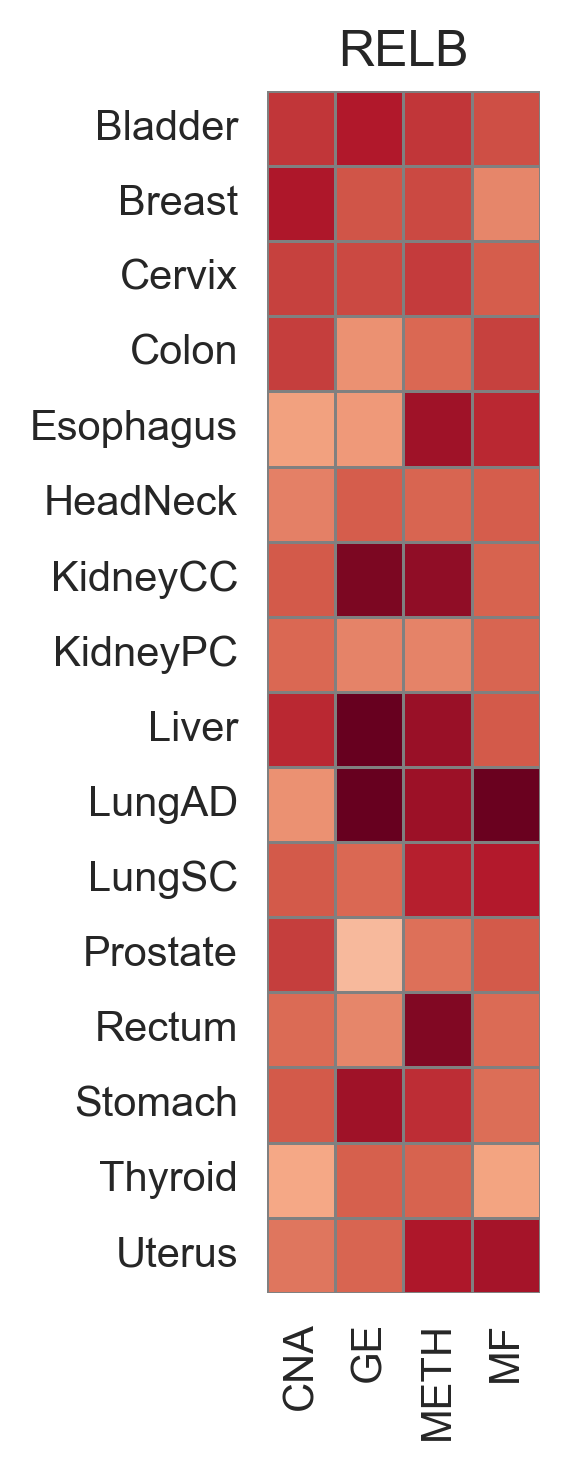 RELB
Bladder
Breast
Cervix
Colon
Esophagus
HeadNeck
KidneyCC
KidneyPC
Liver
LungAD
LungSC
Prostate
Rectum
Stomach
Thyroid
Uterus
CNA
GE
METH
MF